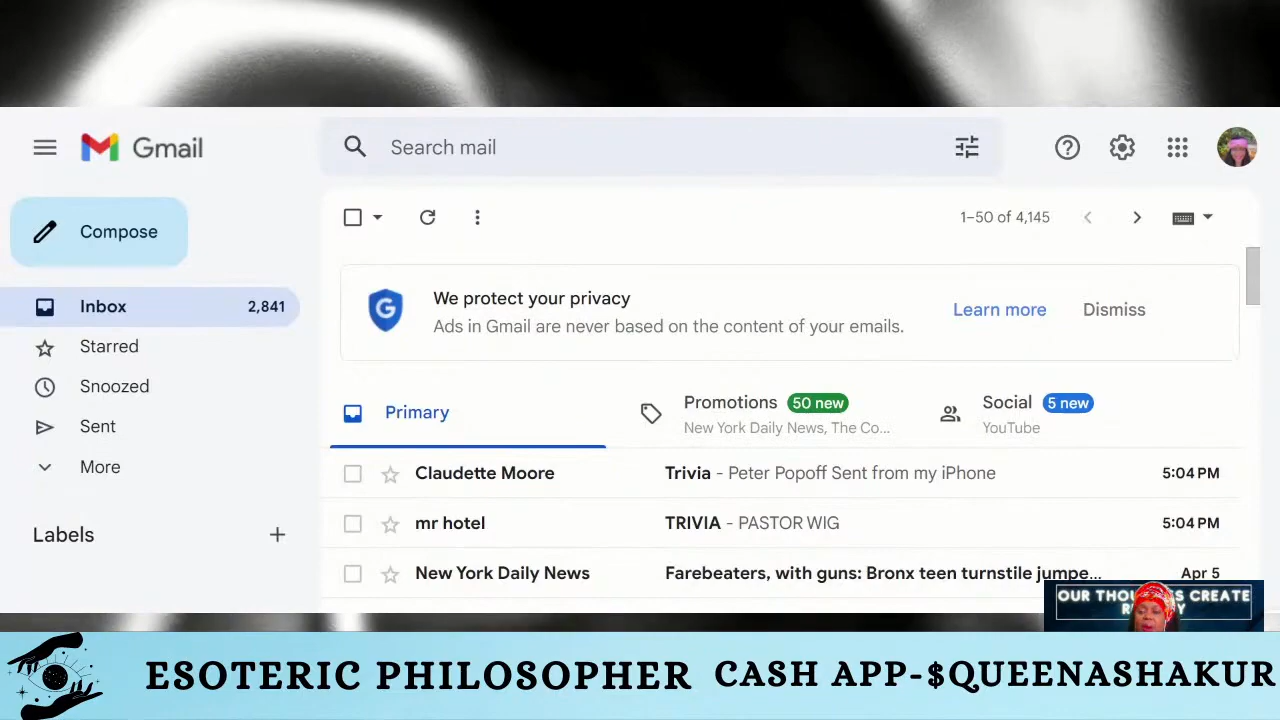 Gmail
Search mail
Compose
1–50 of 4,145
Inbox 2,841
Starred
Snoozed
Sent
More
Labels
We protect your privacy
Ads in Gmail are never based on the content of your emails.
Learn more
Dismiss
Primary
Promotions 50 new
New York Daily News, The Co...
Social 5 new
YouTube
Claudette Moore Trivia - Peter Popoff Sent from my iPhone 5:04 PM
mr hotel TRIVIA - PASTOR WIG 5:04 PM
New York Daily News Farebeaters, with guns: Bronx teen turnstile jumpe... Apr 5
OUR CREATE
ESOTERIC PHILOSOPHER CASH APP-$QUEENASHAKUR